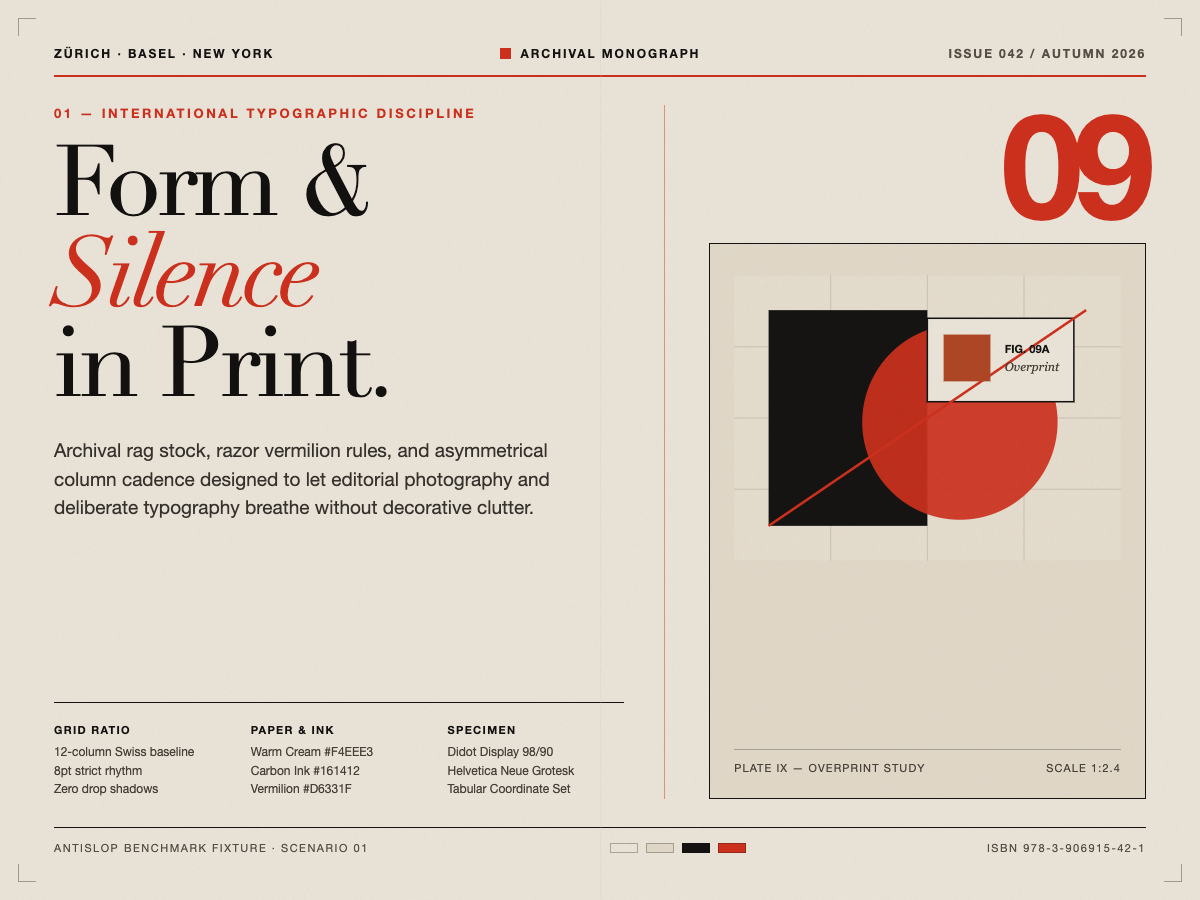 ZÜRICH · BASEL · NEW YORK
ARCHIVAL MONOGRAPH
ISSUE 042 / AUTUMN 2026
01 — INTERNATIONAL TYPOGRAPHIC DISCIPLINE
Form &
Silence
in Print.
Archival rag stock, razor vermilion rules, and asymmetrical
column cadence designed to let editorial photography and
deliberate typography breathe without decorative clutter.
GRID RATIO
12-column Swiss baseline
8pt strict rhythm
Zero drop shadows
PAPER & INK
Warm Cream #F4EEE3
Carbon Ink #161412
Vermilion #D6331F
SPECIMEN
Didot Display 98/90
Helvetica Neue Grotesk
Tabular Coordinate Set
09
FIG. 09A
Overprint
PLATE IX — OVERPRINT STUDY
SCALE 1:2.4
ANTISLOP BENCHMARK FIXTURE · SCENARIO 01
ISBN 978-3-906915-42-1